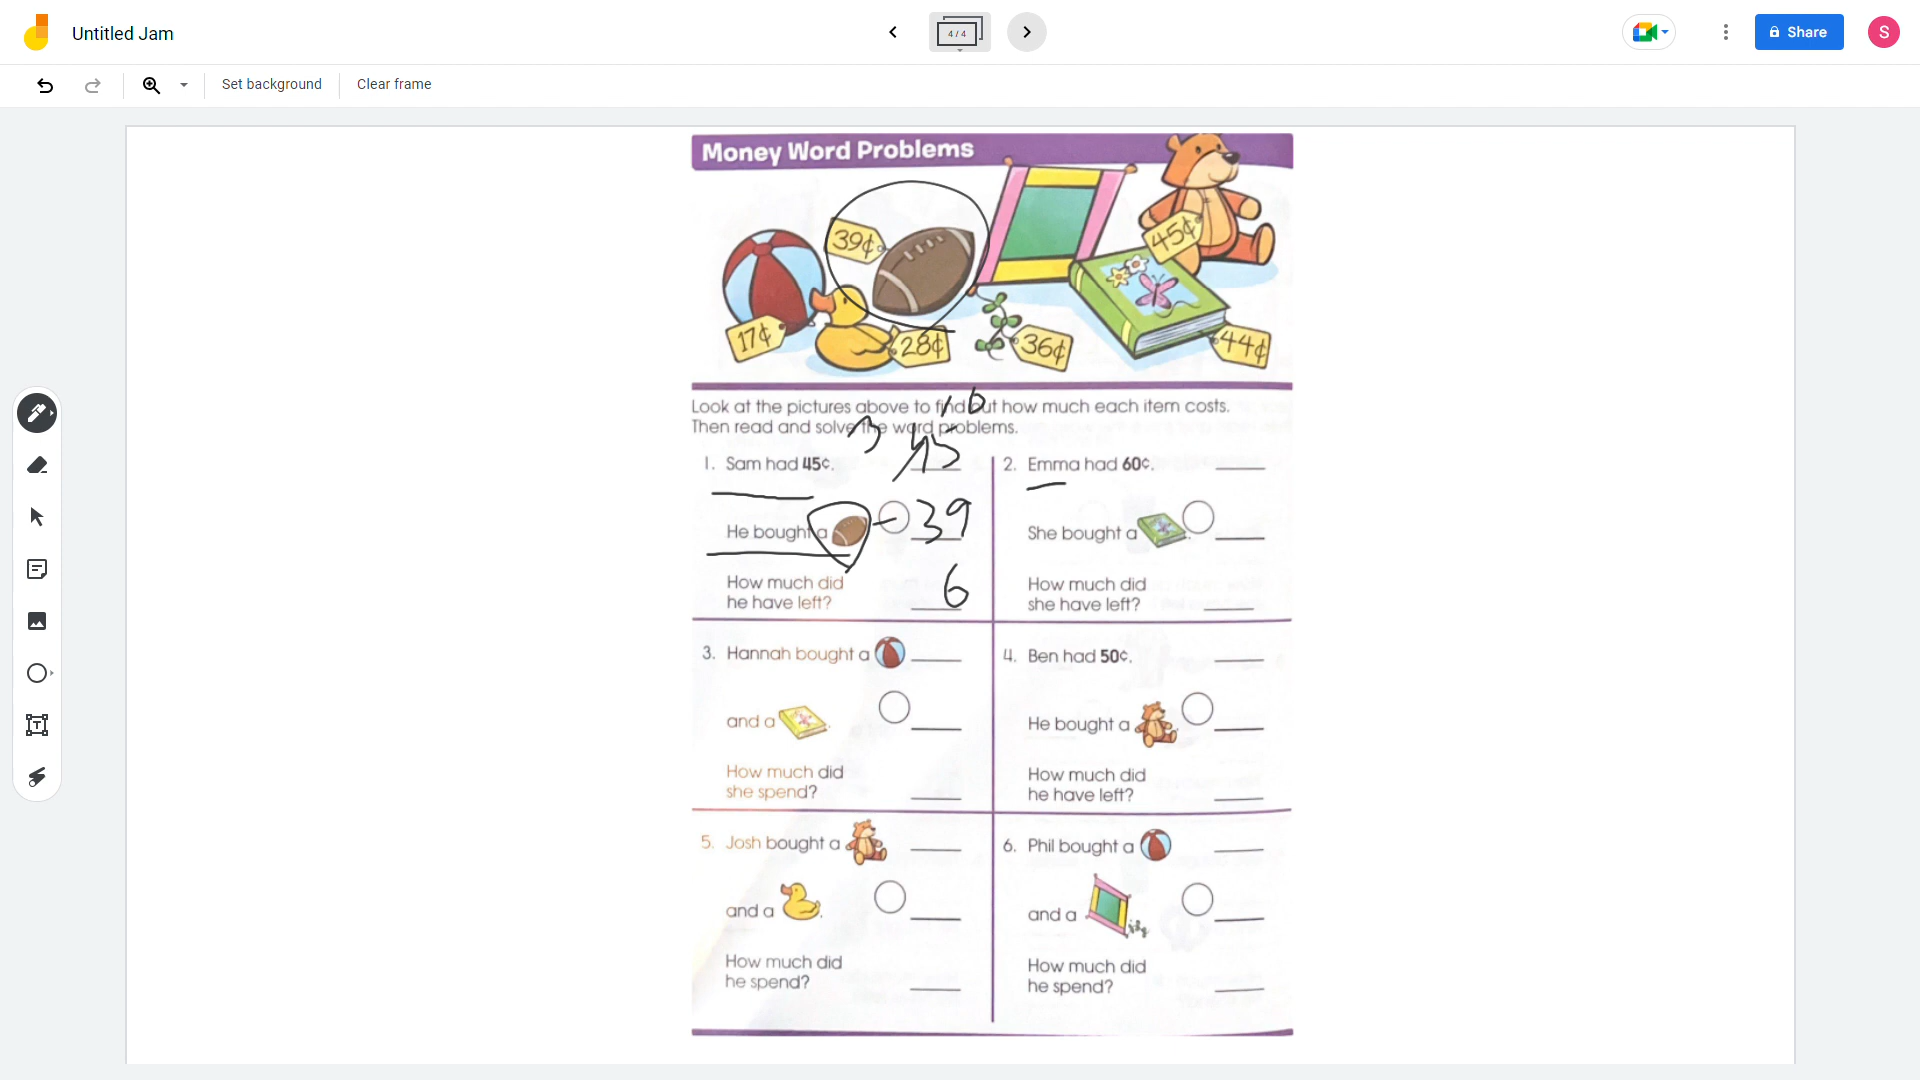 Untitled Jam
4 / 4
Share
S
Set background
Clear frame
Money Word Problems
39¢
45¢
17¢
28¢
36¢
44¢
Look at the pictures above to find out how much each item costs.
Then read and solve the word problems.
1. Sam had 45¢.
3 45
He bought a
- 39
How much did
he have left?
6
2. Emma had 60¢.
She bought a
How much did
she have left?
3. Hannah bought a
and a
How much did
she spend?
4. Ben had 50¢.
He bought a
How much did
he have left?
5. Josh bought a
and a
How much did
he spend?
6. Phil bought a
and a
How much did
he spend?